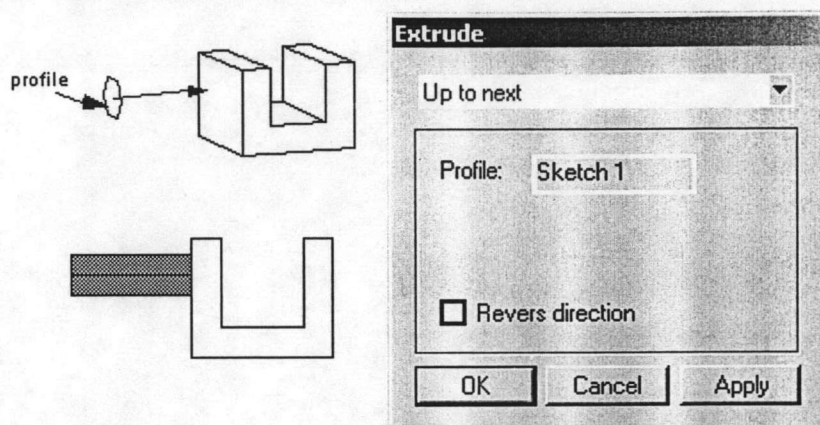 profile
Extrude
Up to next
Profile: Sketch 1
Revers direction
OK Cancel Apply